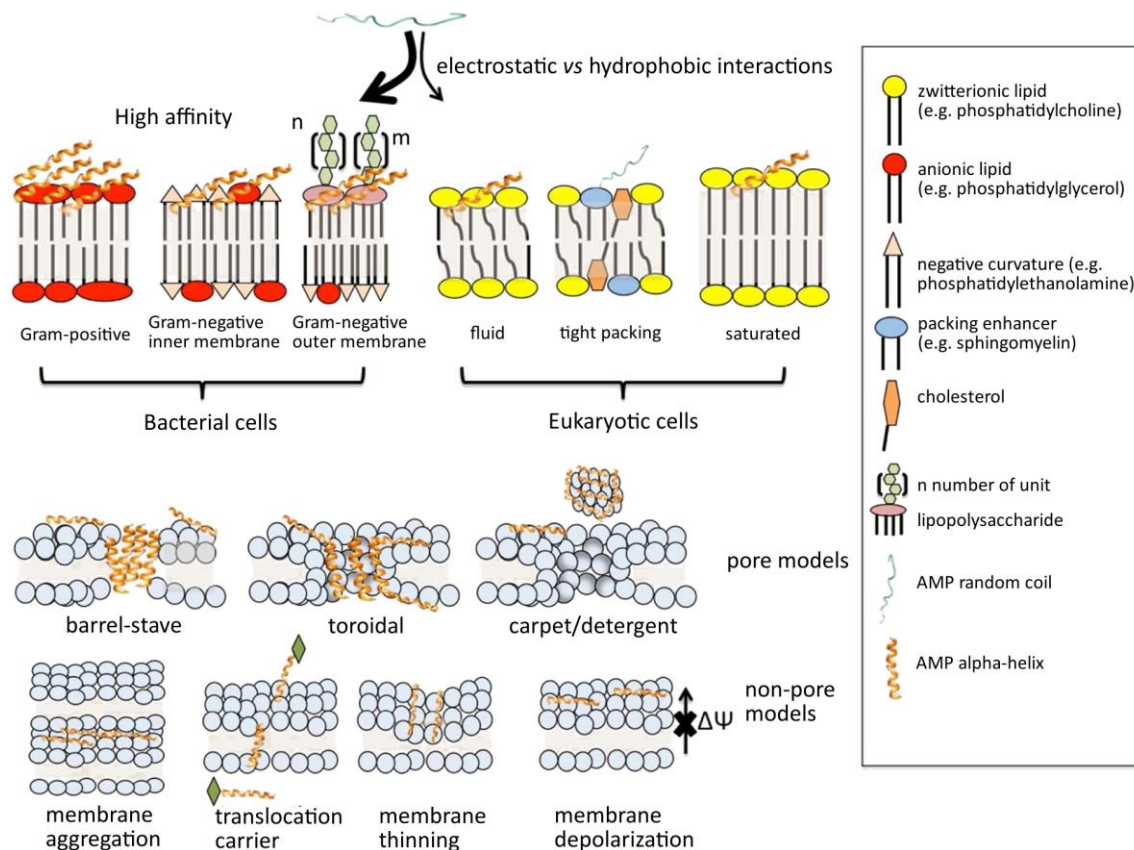 electrostatic vs hydrophobic interactions
High affinity
n
m
Gram-positive
Gram-negative
inner membrane
Gram-negative
outer membrane
fluid
tight packing
saturated
Bacterial cells
Eukaryotic cells
pore models
barrel-stave
toroidal
carpet/detergent
non-pore
models
ΔΨ
membrane
aggregation
translocation
carrier
membrane
thinning
membrane
depolarization
zwitterionic lipid
(e.g. phosphatidylcholine)
anionic lipid
(e.g. phosphatidylglycerol)
negative curvature (e.g.
phosphatidylethanolamine)
packing enhancer
(e.g. sphingomyelin)
cholesterol
n number of unit
lipopolysaccharide
AMP random coil
AMP alpha-helix